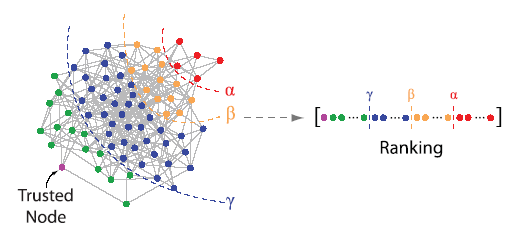 α
β
γ
Trusted
Node
[ ··· γ ··· β ··· α ··· ]
Ranking